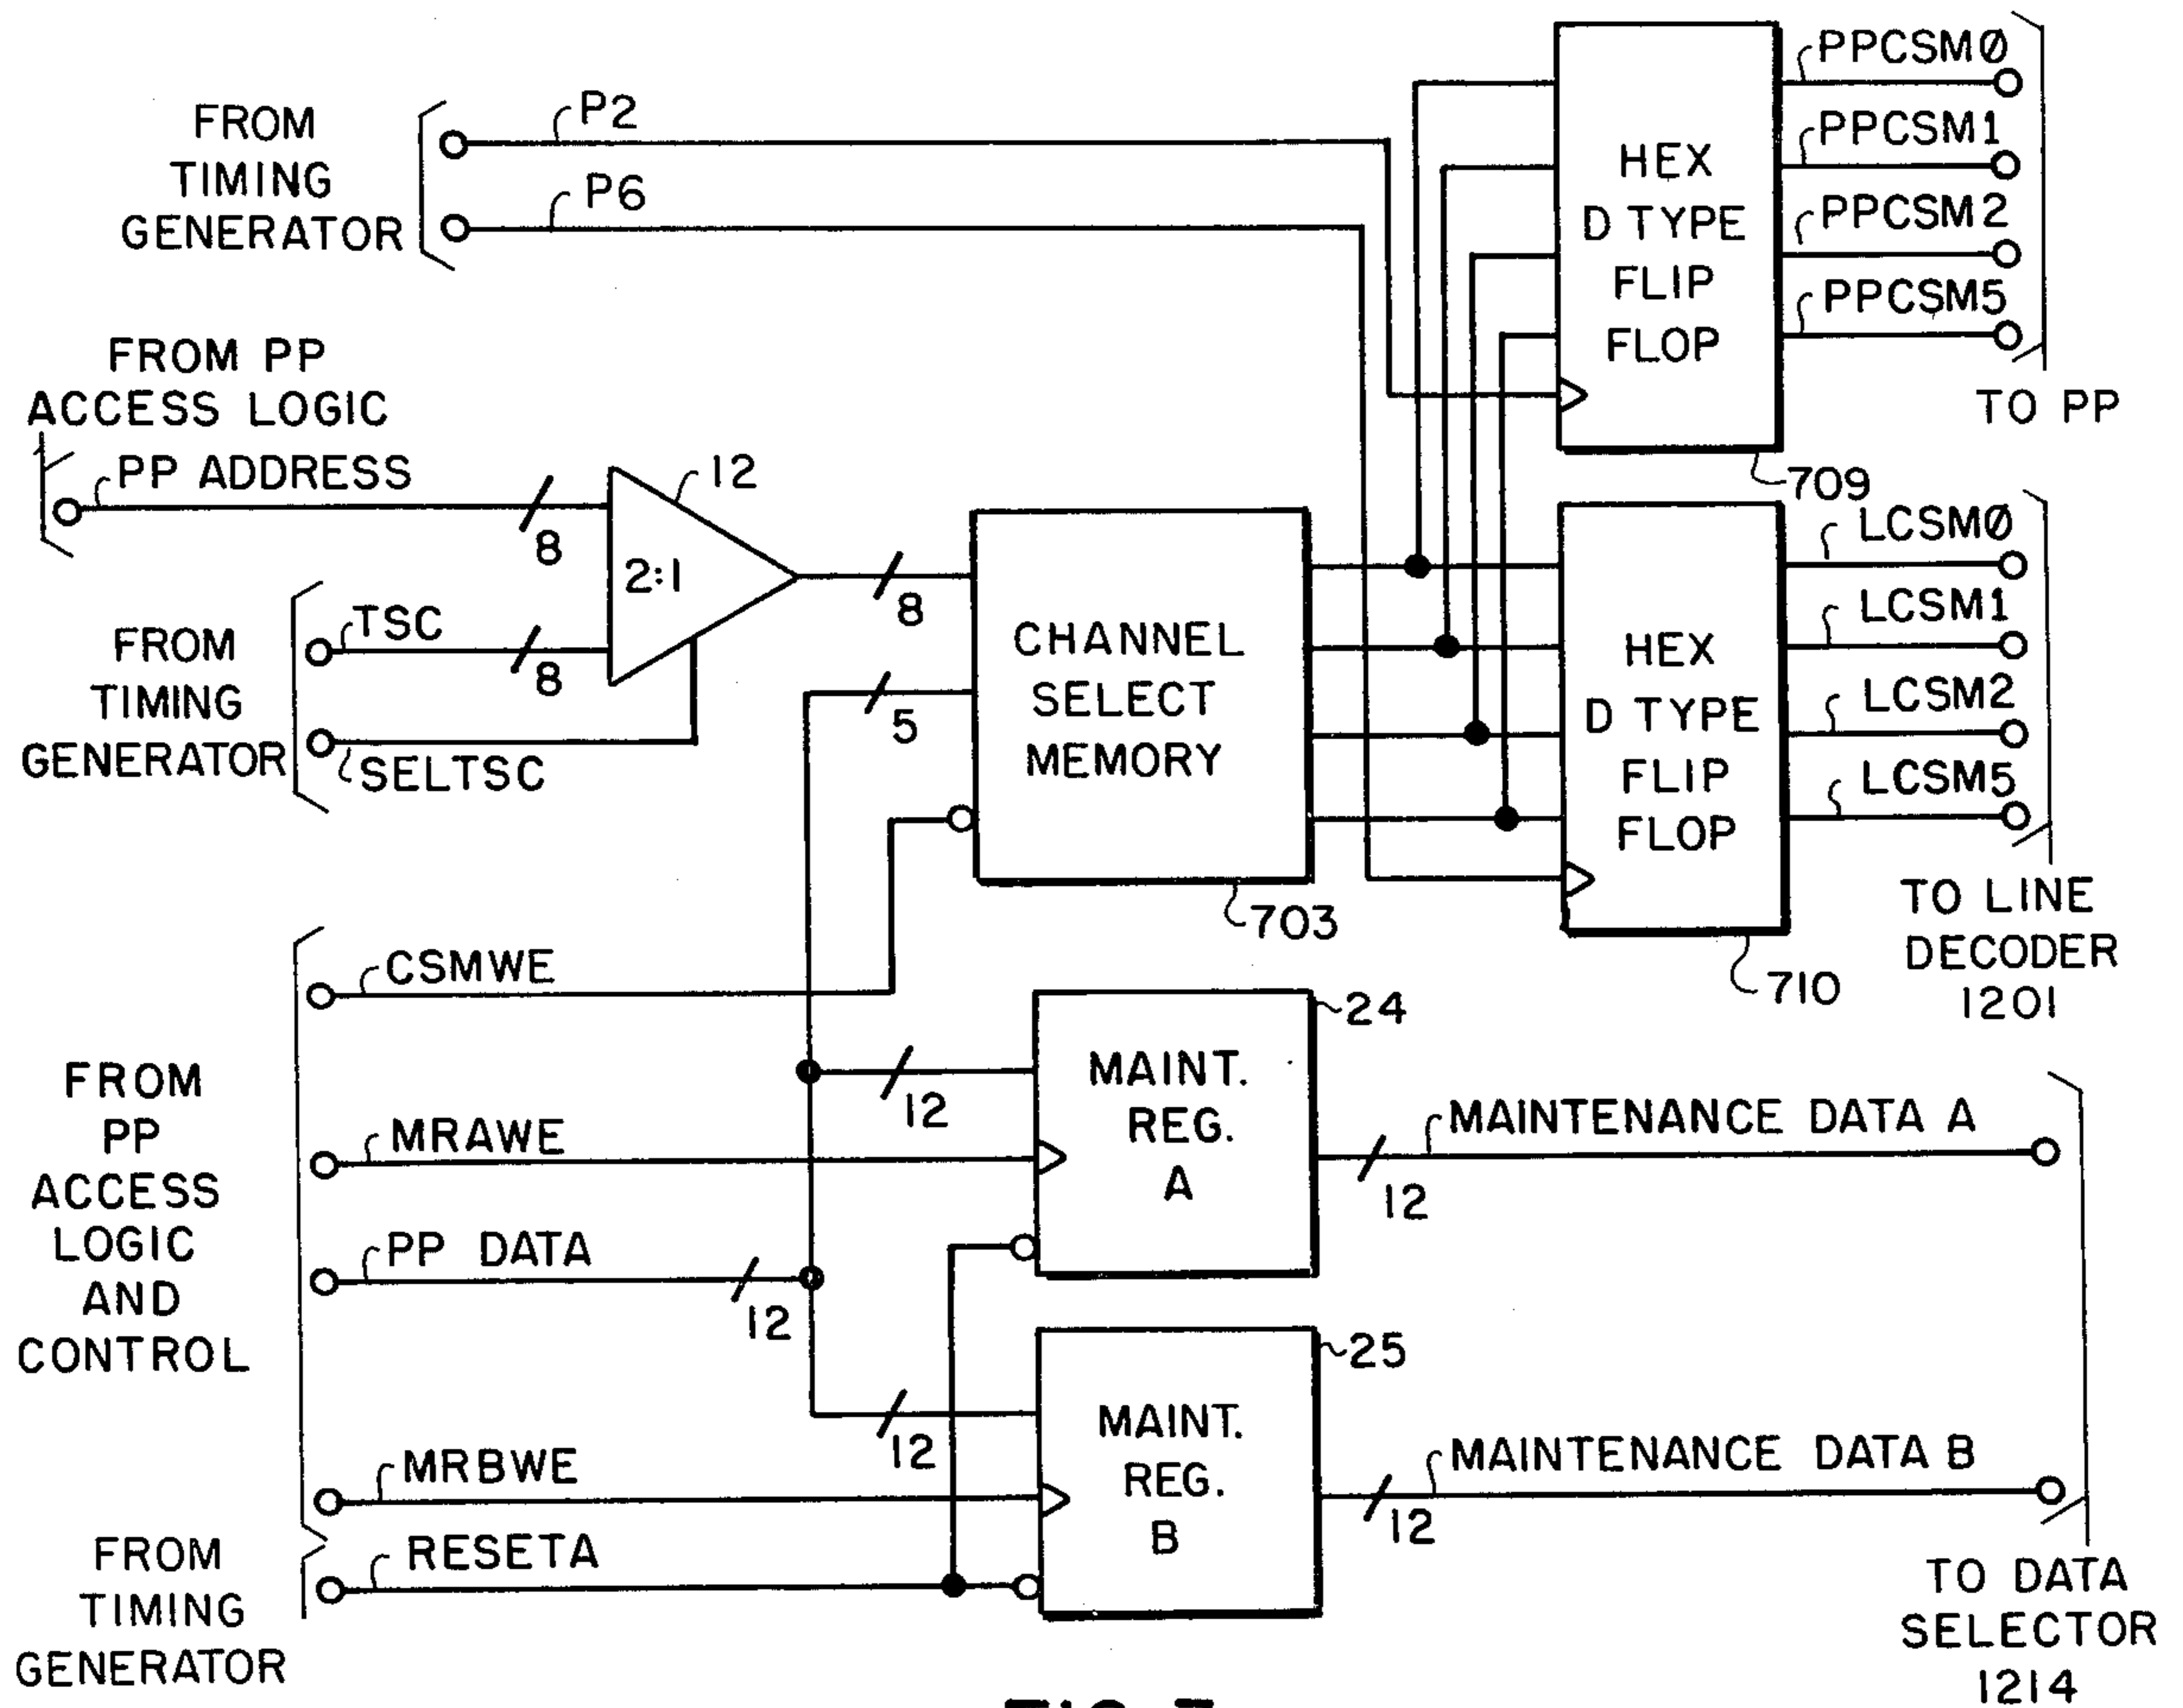 FROM
TIMING
GENERATOR
P2
P6
HEX
D TYPE
FLIP
FLOP
709
PPCSMØ
PPCSM1
PPCSM2
PPCSM5
TO PP
FROM PP
ACCESS LOGIC
PP ADDRESS
8
12
2:1
8
FROM
TIMING
GENERATOR
TSC
8
SELTSC
5
CHANNEL
SELECT
MEMORY
703
HEX
D TYPE
FLIP
FLOP
710
LCSMØ
LCSM1
LCSM2
LCSM5
TO LINE
DECODER
1201
FROM
PP
ACCESS
LOGIC
AND
CONTROL
CSMWE
MRAWE
PP DATA
12
MRBWE
12
MAINT.
REG.
A
24
MAINTENANCE DATA A
12
12
MAINT.
REG.
B
25
MAINTENANCE DATA B
12
FROM
TIMING
GENERATOR
RESETA
TO DATA
SELECTOR
1214